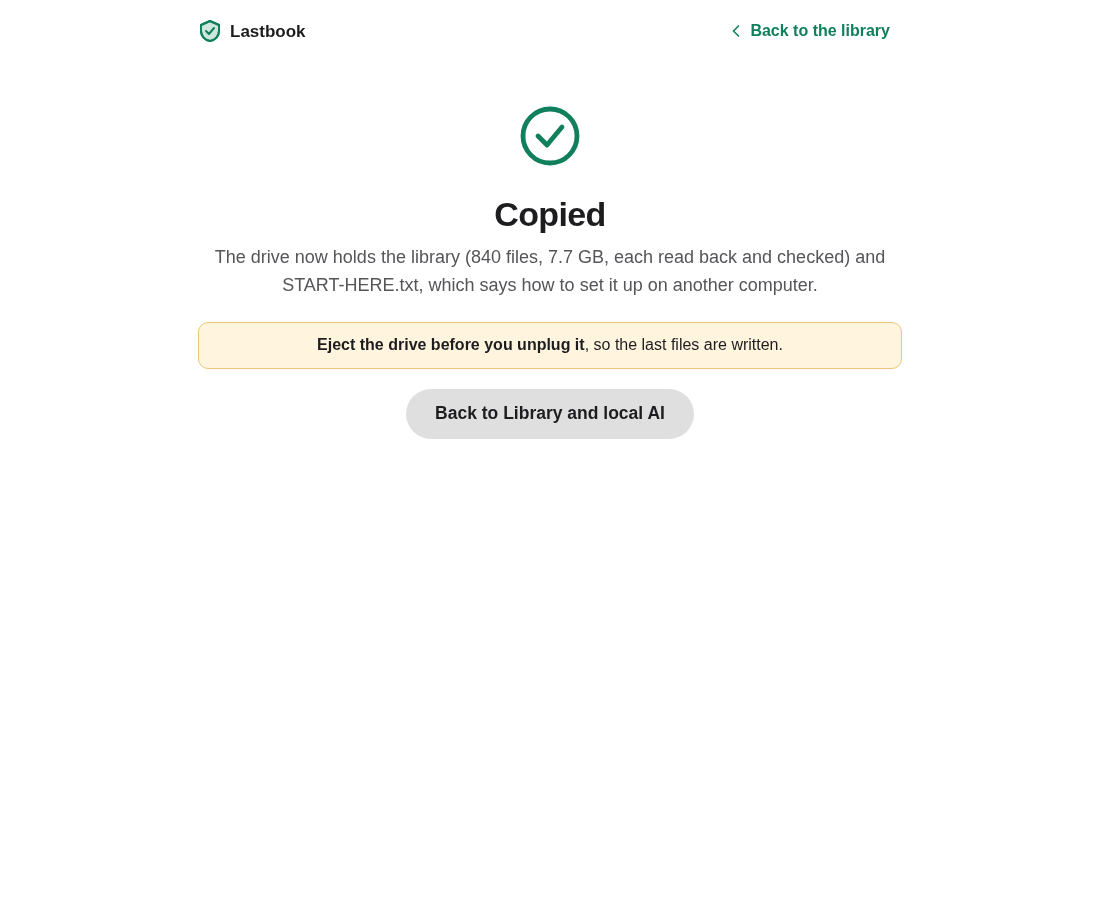 Lastbook
Back to the library
Copied
The drive now holds the library (840 files, 7.7 GB, each read back and checked) and
START-HERE.txt, which says how to set it up on another computer.
Eject the drive before you unplug it, so the last files are written.
Back to Library and local AI